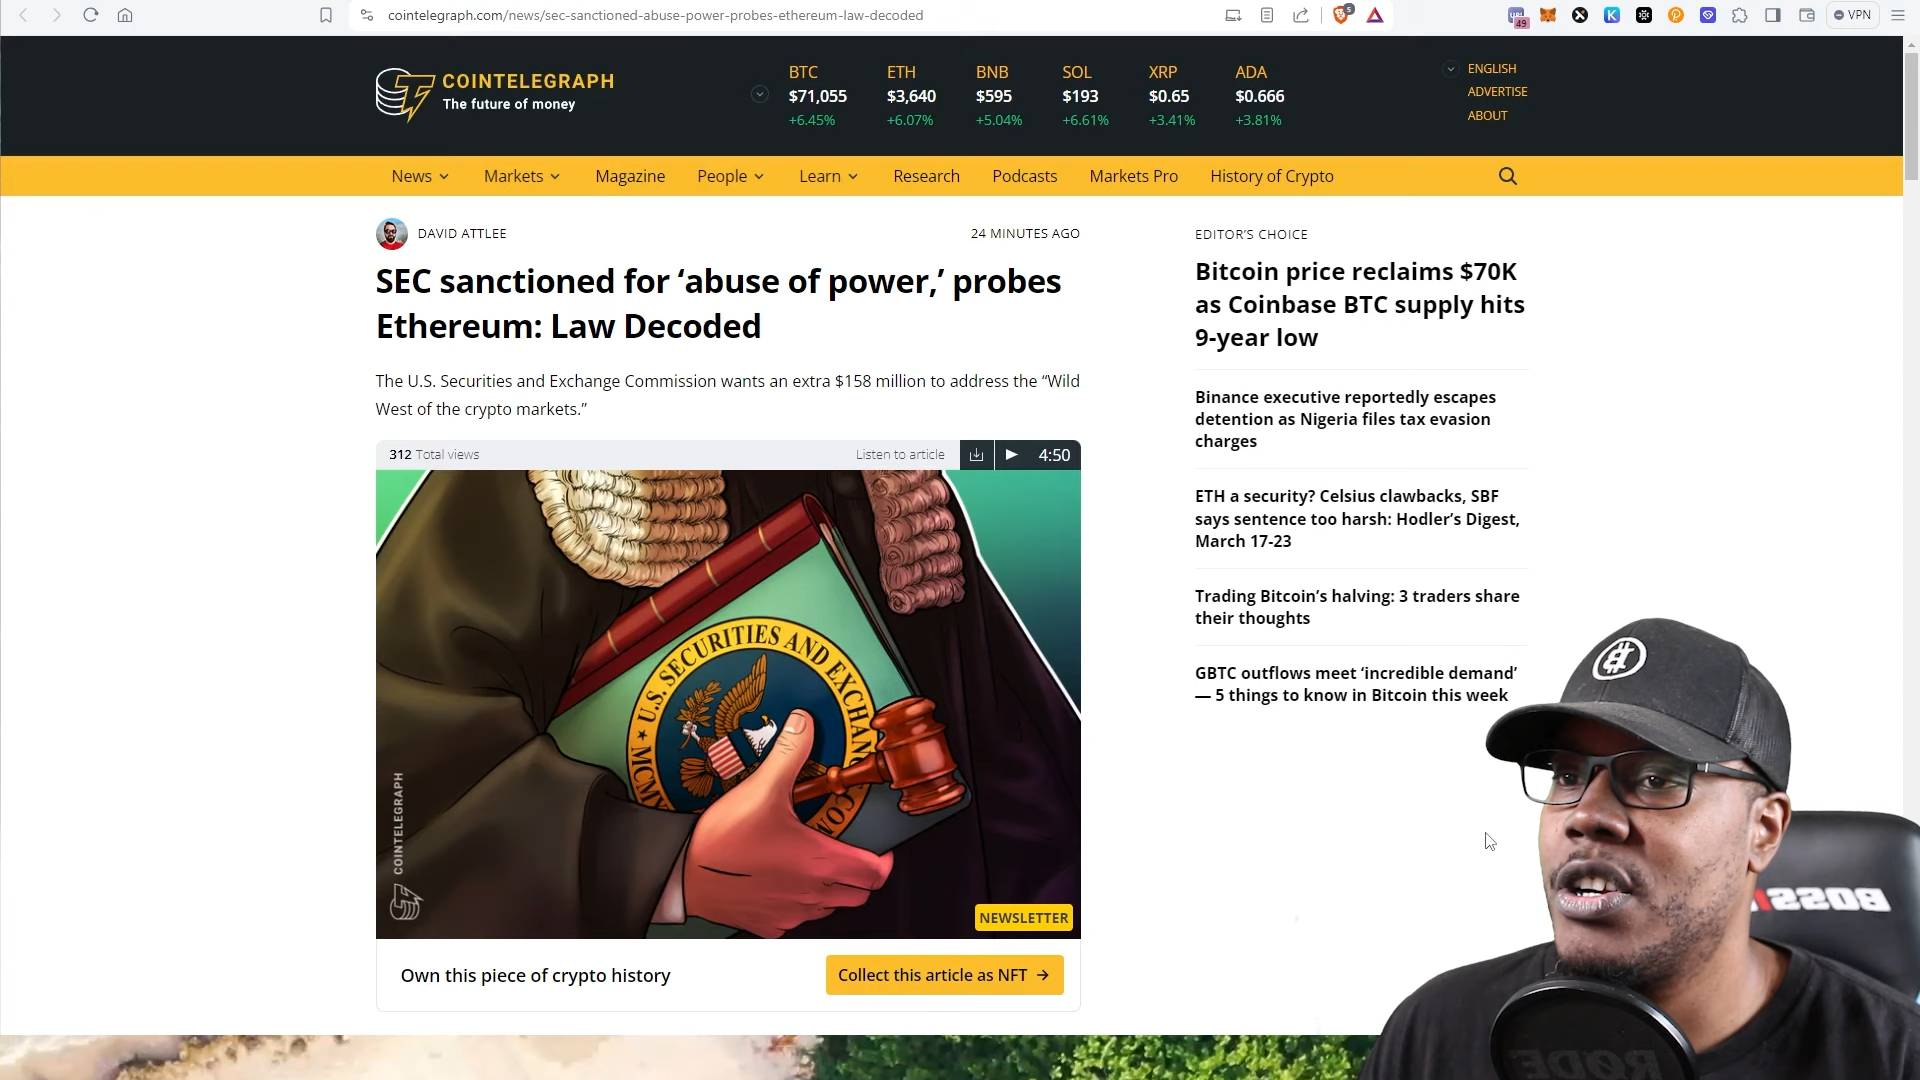 cointelegraph.com/news/sec-sanctioned-abuse-power-probes-ethereum-law-decoded
5
49
VPN
COINTELEGRAPH
The future of money
BTC ETH BNB SOL XRP ADA
$71,055 $3,640 $595 $193 $0.65 $0.666
+6.45% +6.07% +5.04% +6.61% +3.41% +3.81%
ENGLISH
ADVERTISE
ABOUT
News Markets Magazine People Learn Research Podcasts Markets Pro History of Crypto
DAVID ATTLEE
24 MINUTES AGO
SEC sanctioned for ‘abuse of power,’ probes
Ethereum: Law Decoded
The U.S. Securities and Exchange Commission wants an extra $158 million to address the “Wild
West of the crypto markets.”
312 Total views
Listen to article
4:50
★ U.S. SECURITIES AND EXCHAN
COM
MCMX
COINTELEGRAPH
NEWSLETTER
Own this piece of crypto history
Collect this article as NFT →
EDITOR’S CHOICE
Bitcoin price reclaims $70K
as Coinbase BTC supply hits
9-year low
Binance executive reportedly escapes
detention as Nigeria files tax evasion
charges
ETH a security? Celsius clawbacks, SBF
says sentence too harsh: Hodler’s Digest,
March 17-23
Trading Bitcoin’s halving: 3 traders share
their thoughts
GBTC outflows meet ‘incredible demand’
— 5 things to know in Bitcoin this week
RØDE